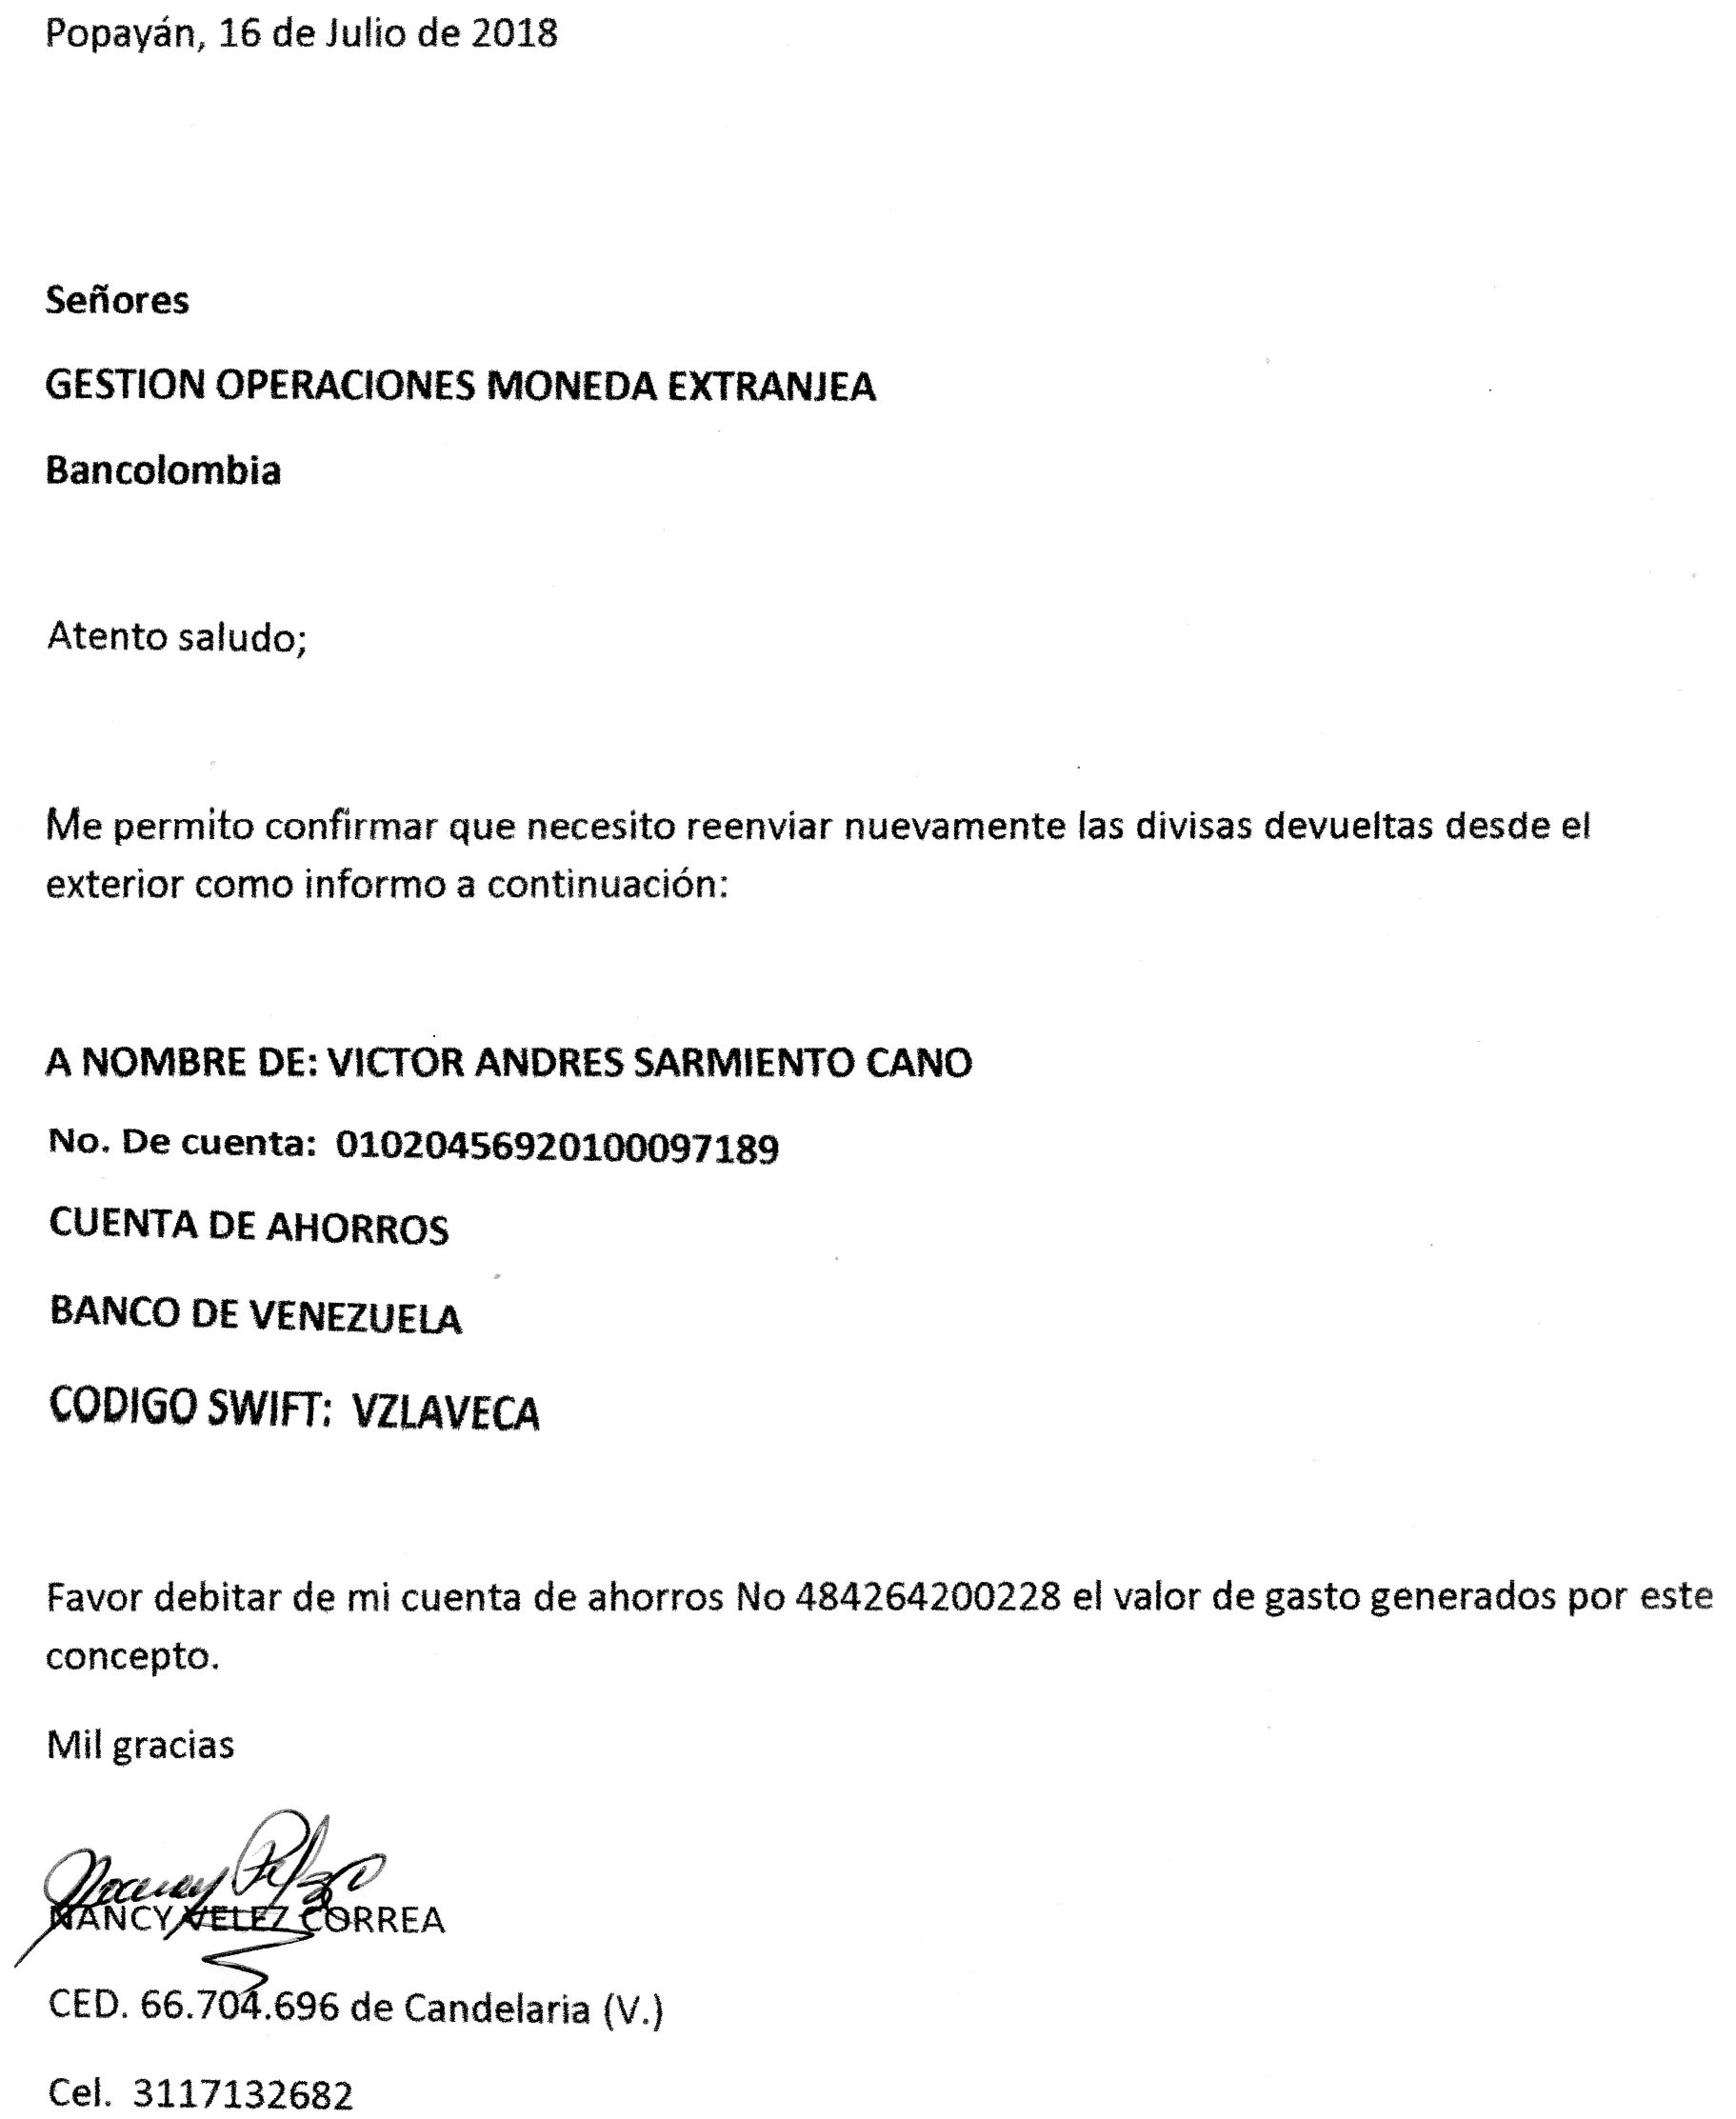 Popayán, 16 de Julio de 2018
Señores
GESTION OPERACIONES MONEDA EXTRANJEA
Bancolombia
Atento saludo;
Me permito confirmar que necesito reenviar nuevamente las divisas devueltas desde el
exterior como informo a continuación:
A NOMBRE DE: VICTOR ANDRES SARMIENTO CANO
No. De cuenta: 01020456920100097189
CUENTA DE AHORROS
BANCO DE VENEZUELA
CODIGO SWIFT: VZLAVECA
Favor debitar de mi cuenta de ahorros No 484264200228 el valor de gasto generados por este
concepto.
Mil gracias
NANCY VELEZ CORREA
CED. 66.704.696 de Candelaria (V.)
Cel. 3117132682